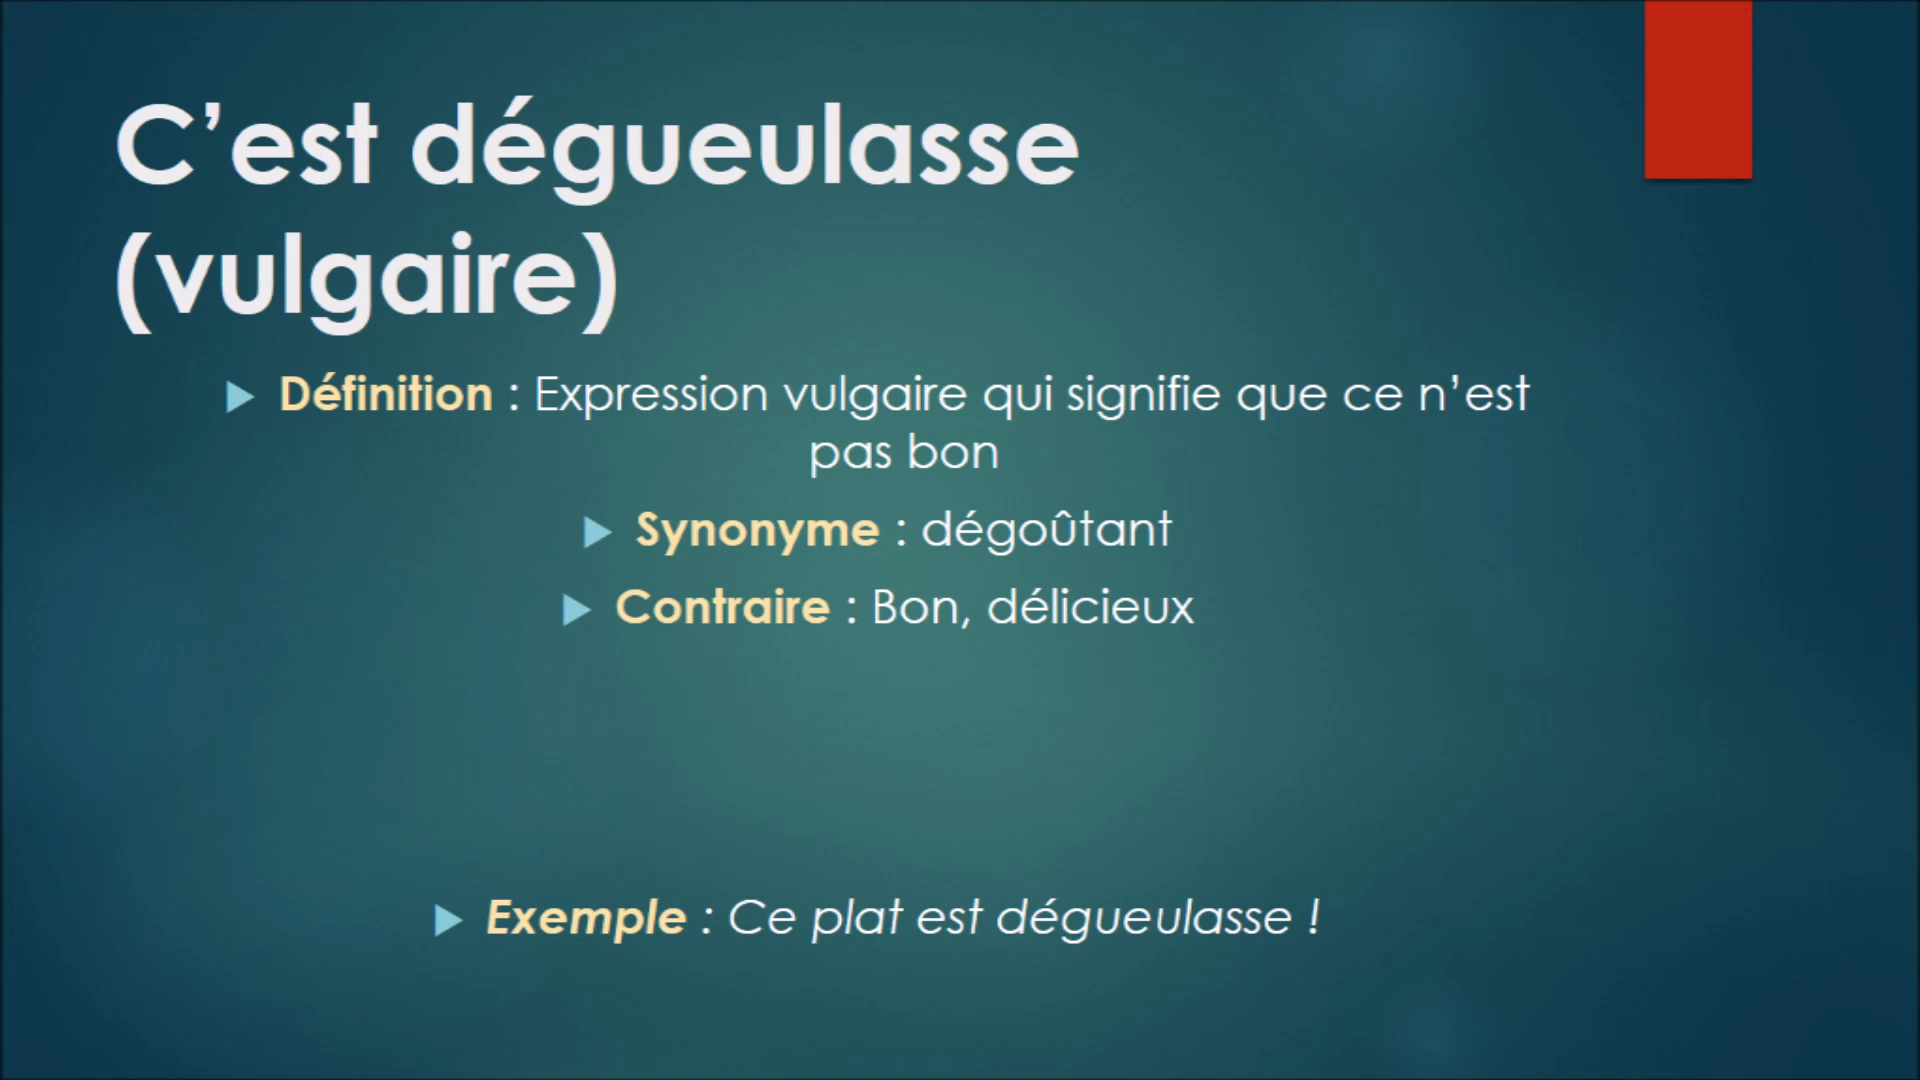 C’est dégueulasse
(vulgaire)
Définition : Expression vulgaire qui signifie que ce n’est
pas bon
Synonyme : dégoûtant
Contraire : Bon, délicieux
Exemple : Ce plat est dégueulasse !